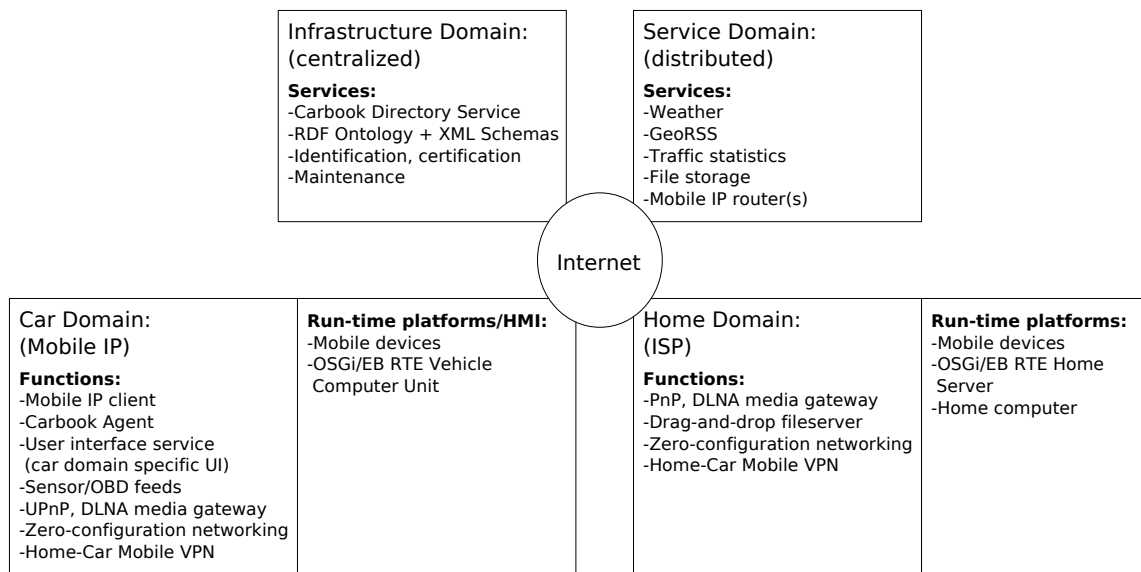 Infrastructure Domain:
(centralized)
Services:
-Carbook Directory Service
-RDF Ontology + XML Schemas
-Identification, certification
-Maintenance
Service Domain:
(distributed)
Services:
-Weather
-GeoRSS
-Traffic statistics
-File storage
-Mobile IP router(s)
Internet
Car Domain:
(Mobile IP)
Functions:
-Mobile IP client
-Carbook Agent
-User interface service
(car domain specific UI)
-Sensor/OBD feeds
-UPnP, DLNA media gateway
-Zero-configuration networking
-Home-Car Mobile VPN
Run-time platforms/HMI:
-Mobile devices
-OSGi/EB RTE Vehicle
Computer Unit
Home Domain:
(ISP)
Functions:
-PnP, DLNA media gateway
-Drag-and-drop fileserver
-Zero-configuration networking
-Home-Car Mobile VPN
Run-time platforms:
-Mobile devices
-OSGi/EB RTE Home
Server
-Home computer